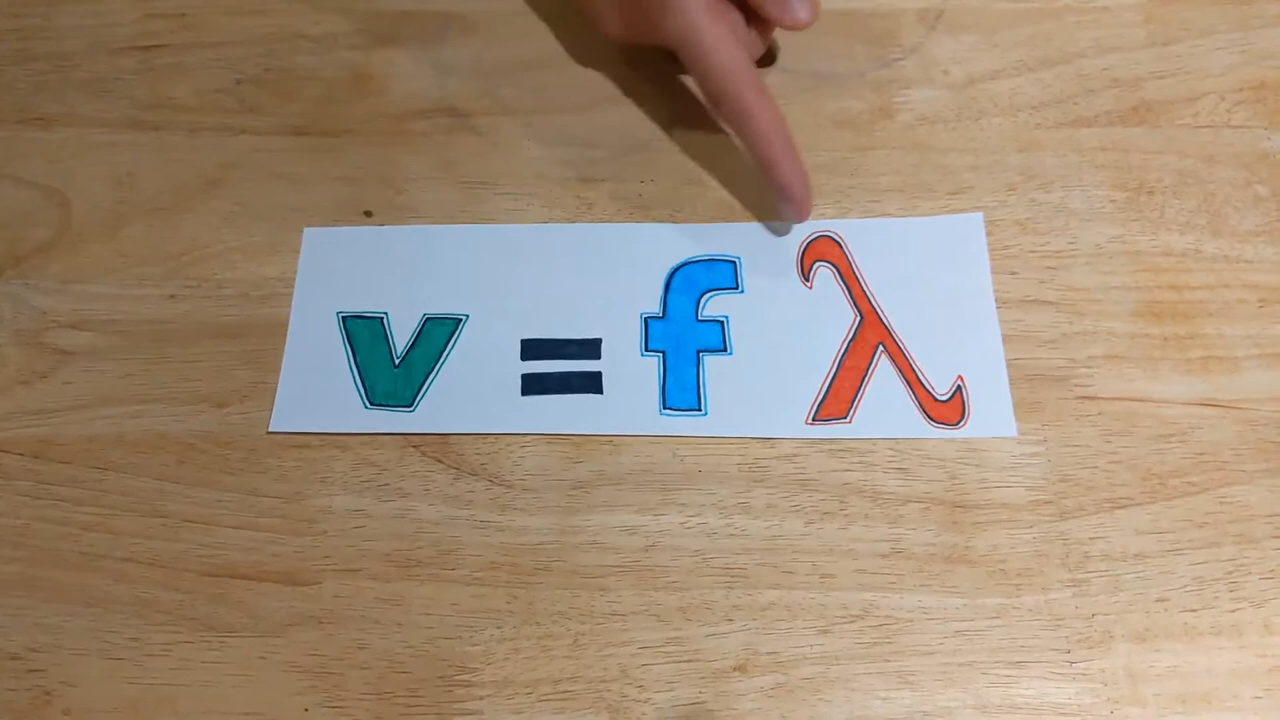 v = f λ